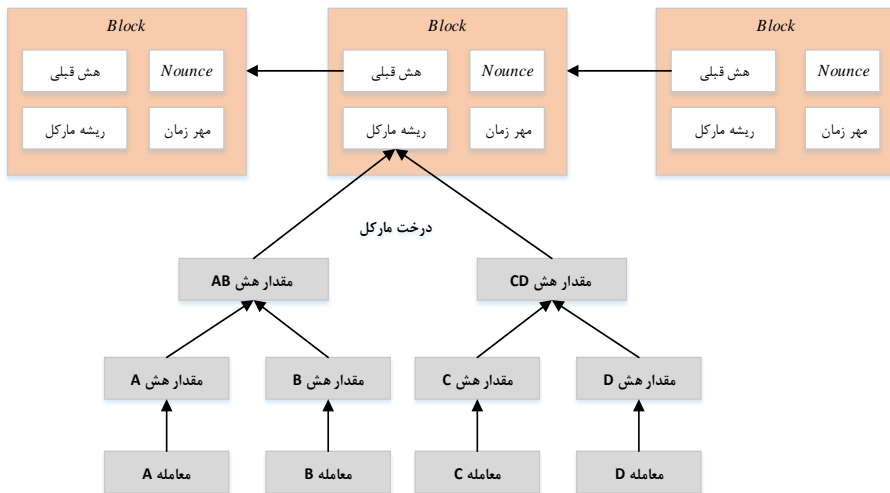 Block
هش قبلی
Nounce
ریشه مارکل
مهر زمان
Block
هش قبلی
Nounce
ریشه مارکل
مهر زمان
Block
هش قبلی
Nounce
ریشه مارکل
مهر زمان
درخت مارکل
مقدار هش AB
مقدار هش CD
مقدار هش A
مقدار هش B
مقدار هش C
مقدار هش D
معامله A
معامله B
معامله C
معامله D